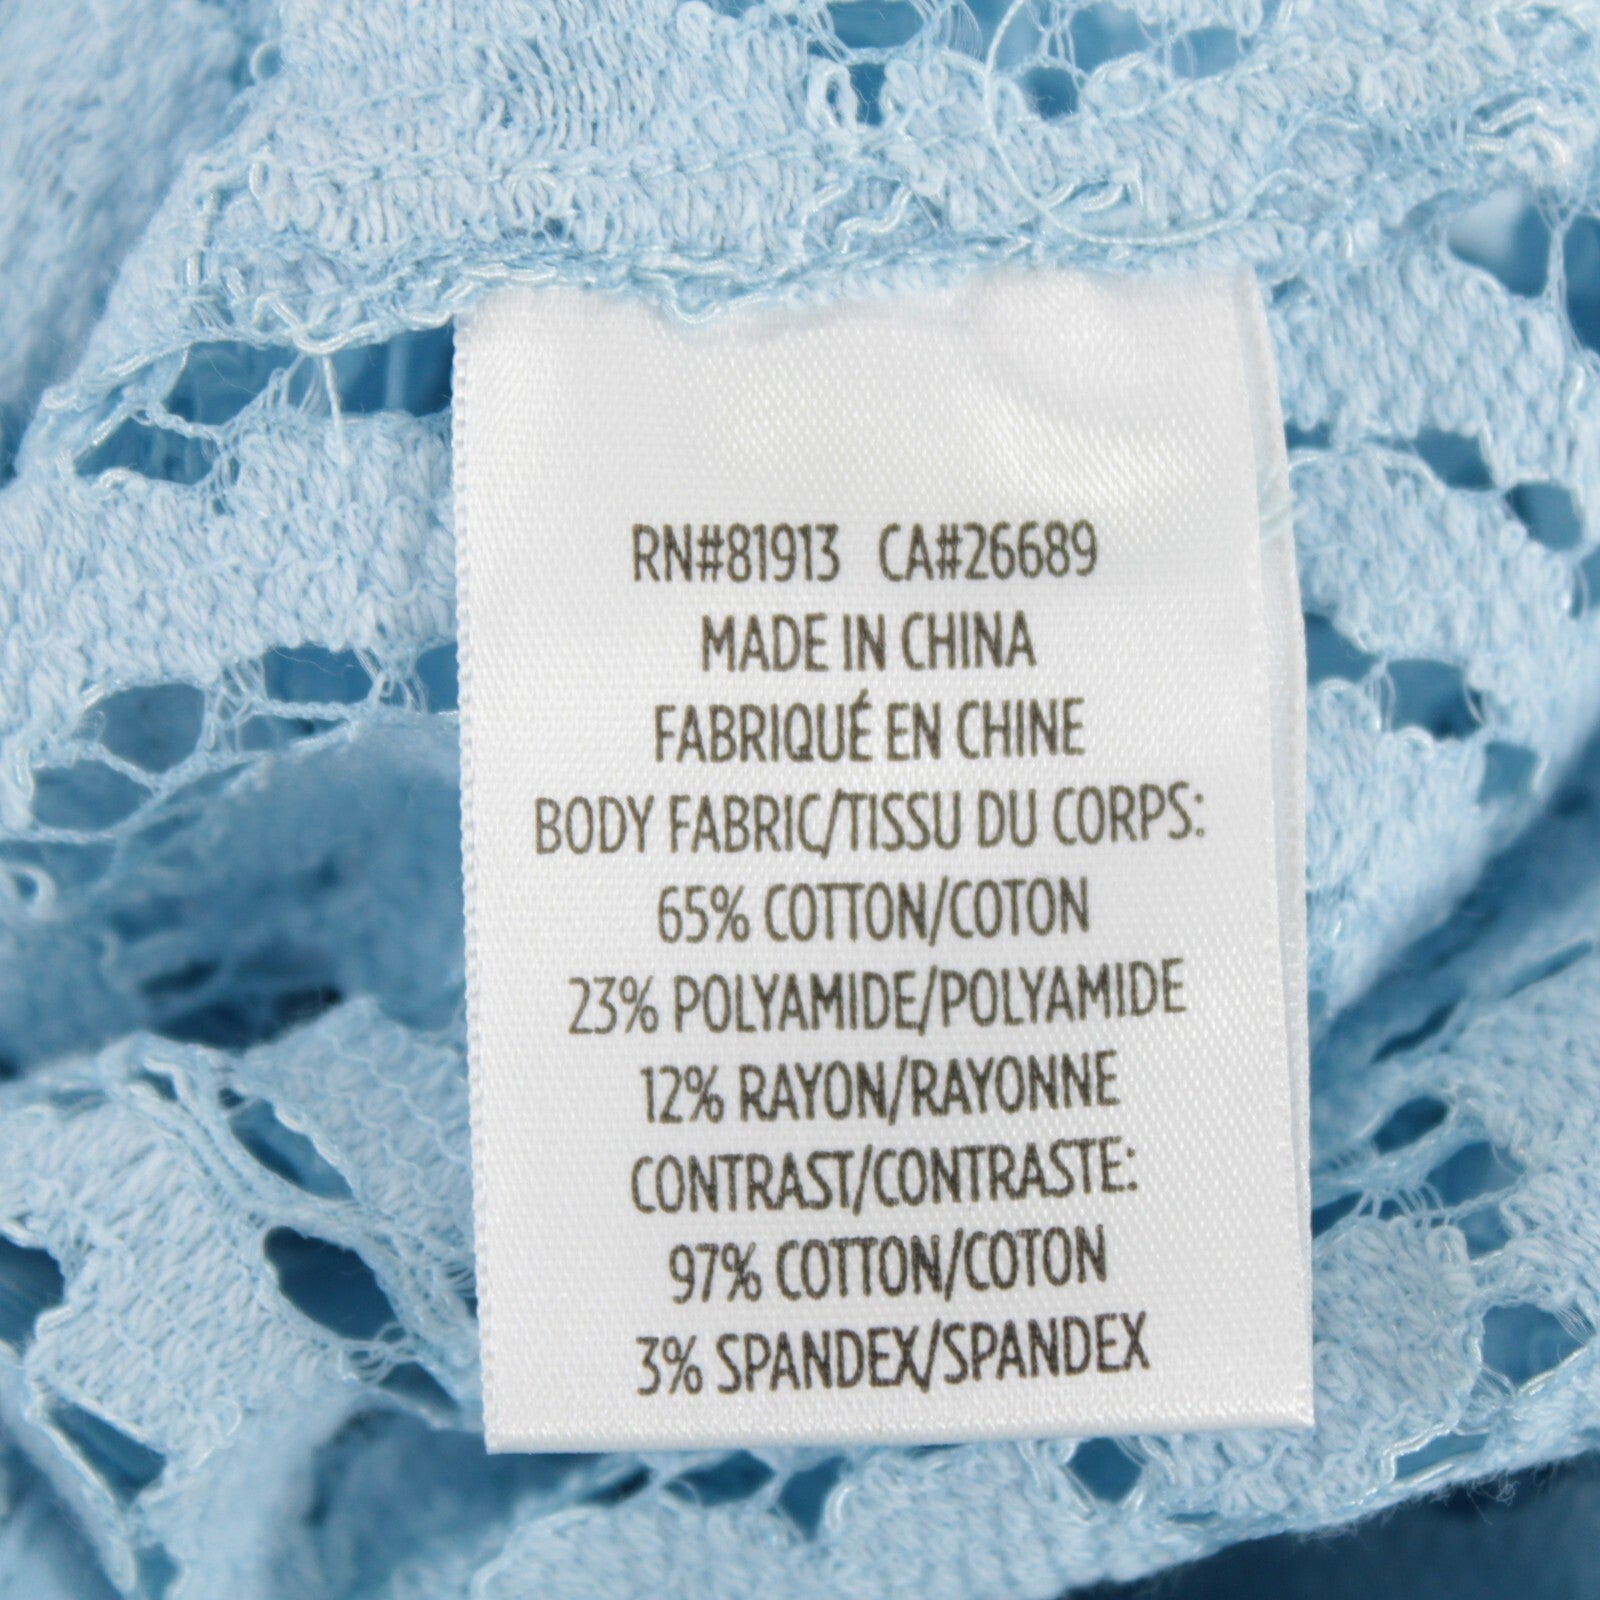 RN#81913 CA#26689
MADE IN CHINA
FABRIQUÉ EN CHINE
BODY FABRIC/TISSU DU CORPS:
65% COTTON/COTON
23% POLYAMIDE/POLYAMIDE
12% RAYON/RAYONNE
CONTRAST/CONTRASTE:
97% COTTON/COTON
3% SPANDEX/SPANDEX